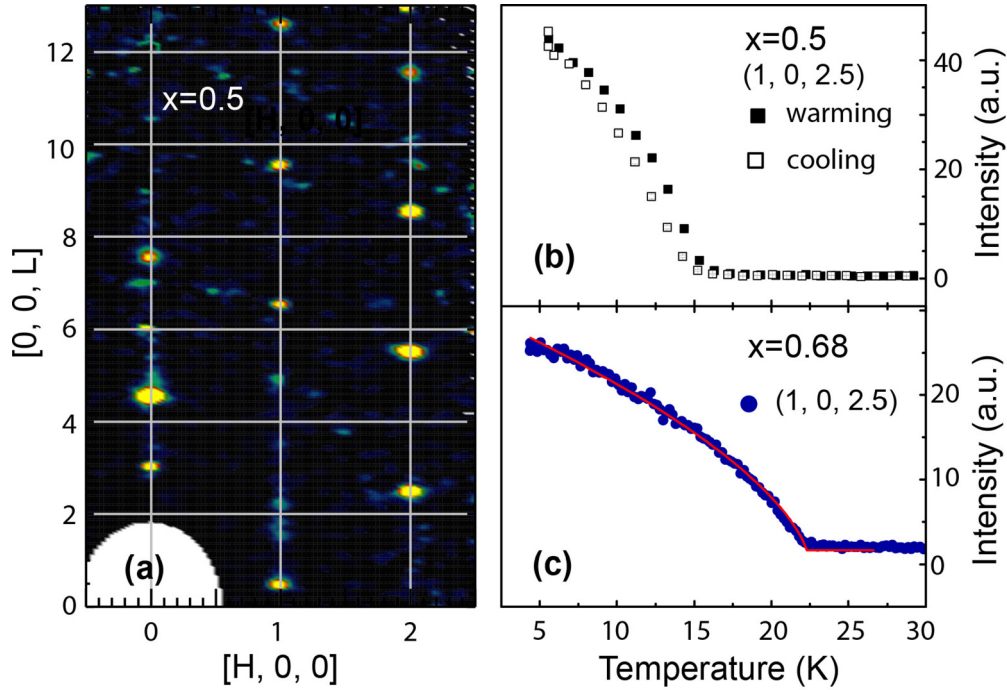 12
10
8
6
4
2
0
[0, 0, L]
x=0.5
[H, 0, 0]
(a)
0
1
2
[H, 0, 0]
x=0.5
(1, 0, 2.5)
warming
cooling
(b)
40
20
0
Intensity (a.u.)
x=0.68
(1, 0, 2.5)
(c)
20
10
0
Intensity (a.u.)
5
10
15
20
25
30
Temperature (K)